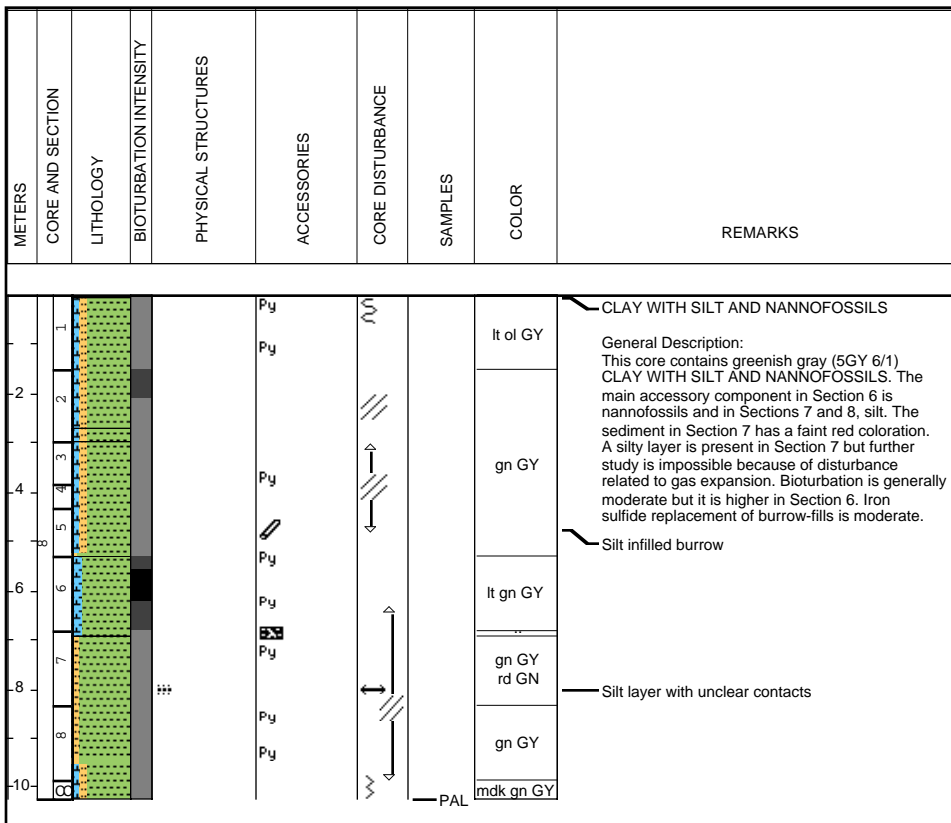 METERS
CORE AND SECTION
LITHOLOGY
BIOTURBATION INTENSITY
PHYSICAL STRUCTURES
ACCESSORIES
CORE DISTURBANCE
SAMPLES
COLOR
REMARKS
2
4
6
8
10
8
1
2
3
4
5
6
7
8
CC
Py
Py
Py
Py
Py
Py
Py
Py
PAL
lt ol GY
gn GY
lt gn GY
..
gn GY
rd GN
gn GY
mdk gn GY
CLAY WITH SILT AND NANNOFOSSILS
General Description:
This core contains greenish gray (5GY 6/1)
CLAY WITH SILT AND NANNOFOSSILS. The
main accessory component in Section 6 is
nannofossils and in Sections 7 and 8, silt. The
sediment in Section 7 has a faint red coloration.
A silty layer is present in Section 7 but further
study is impossible because of disturbance
related to gas expansion. Bioturbation is generally
moderate but it is higher in Section 6. Iron
sulfide replacement of burrow-fills is moderate.
Silt infilled burrow
Silt layer with unclear contacts